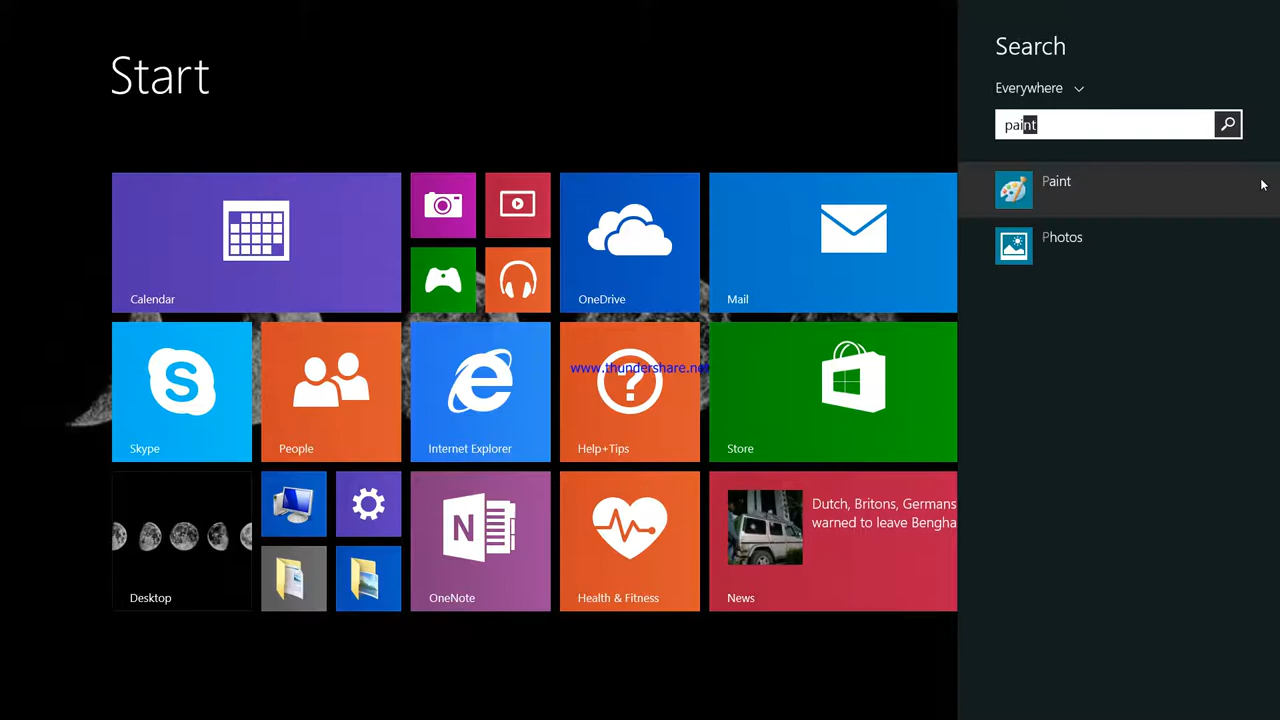 Start
Search
Everywhere
paint
Paint
Photos
Calendar
OneDrive
Mail
www.thundershare.net
Skype
People
Internet Explorer
Help+Tips
Store
Dutch, Britons, Germans
warned to leave Bengha
Desktop
N
OneNote
Health & Fitness
News